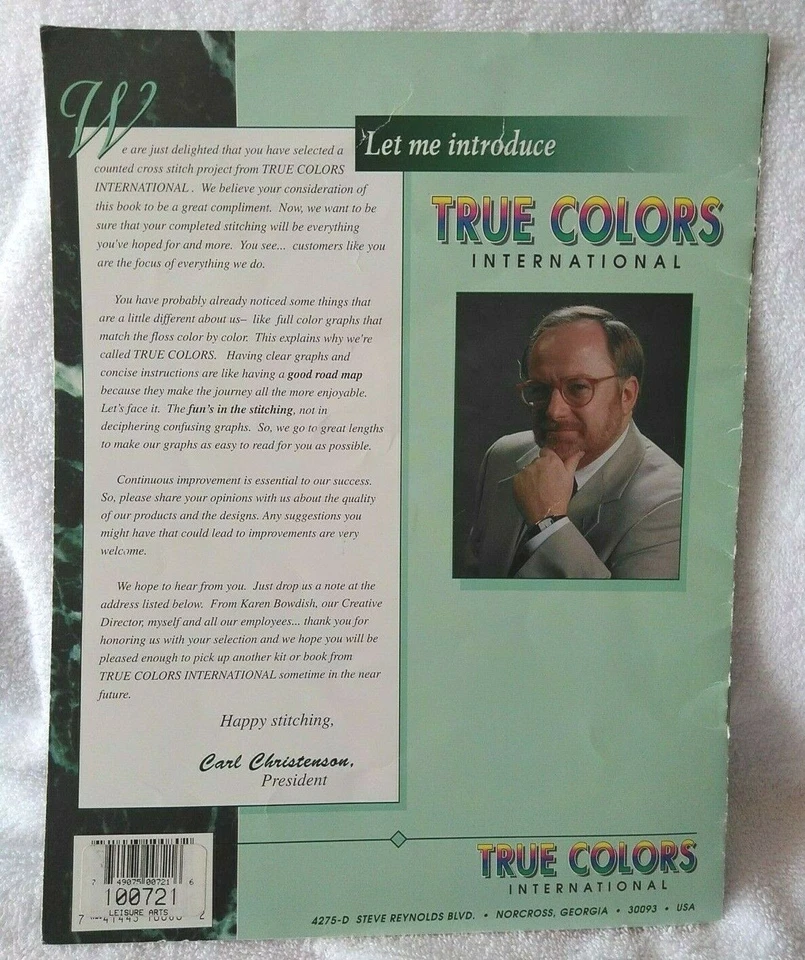 We are just delighted that you have selected a
counted cross stitch project from TRUE COLORS
INTERNATIONAL. We believe your consideration of
this book to be a great compliment. Now, we want to be
sure that your completed stitching will be everything
you've hoped for and more. You see... customers like you
are the focus of everything we do.
You have probably already noticed some things that
are a little different about us– like full color graphs that
match the floss color by color. This explains why we're
called TRUE COLORS. Having clear graphs and
concise instructions are like having a good road map
because they make the journey all the more enjoyable.
Let's face it. The fun's in the stitching, not in
deciphering confusing graphs. So, we go to great lengths
to make our graphs as easy to read for you as possible.
Continuous improvement is essential to our success.
So, please share your opinions with us about the quality
of our products and the designs. Any suggestions you
might have that could lead to improvements are very
welcome.
We hope to hear from you. Just drop us a note at the
address listed below. From Karen Bowdish, our Creative
Director, myself and all our employees... thank you for
honoring us with your selection and we hope you will be
pleased enough to pick up another kit or book from
TRUE COLORS INTERNATIONAL sometime in the near
future.
Happy stitching,
Carl Christenson,
President
Let me introduce
TRUE COLORS
INTERNATIONAL
7 49075 00721 6
100721
LEISURE ARTS
TRUE COLORS
INTERNATIONAL
4275-D STEVE REYNOLDS BLVD. • NORCROSS, GEORGIA • 30093 • USA